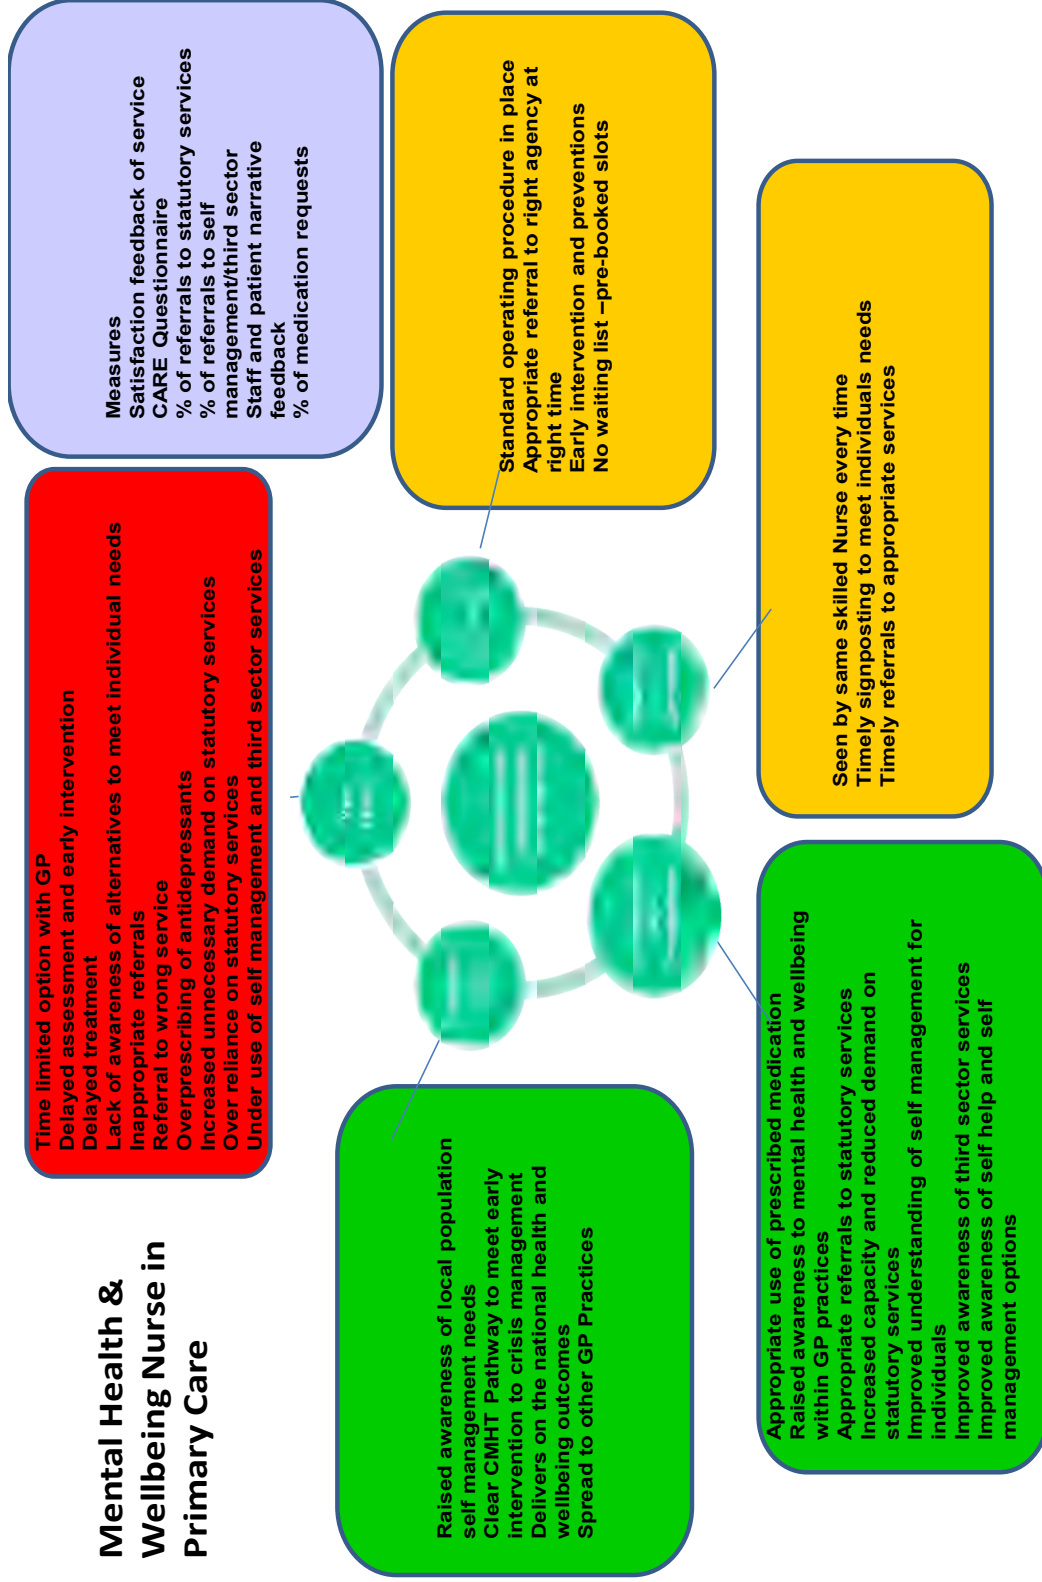 Mental Health &
Wellbeing Nurse in
Primary Care
Time limited option with GP
Delayed assessment and early intervention
Delayed treatment
Lack of awareness of alternatives to meet individual needs
Inappropriate referrals
Referral to wrong service
Overprescribing of antidepressants
Increased unnecessary demand on statutory services
Over reliance on statutory services
Under use of self management and third sector services
Measures
Satisfaction feedback of service
CARE Questionnaire
% of referrals to statutory services
% of referrals to self
management/third sector
Staff and patient narrative
feedback
% of medication requests
Standard operating procedure in place
Appropriate referral to right agency at
right time
Early intervention and preventions
No waiting list –pre-booked slots
Seen by same skilled Nurse every time
Timely signposting to meet individuals needs
Timely referrals to appropriate services
Appropriate use of prescribed medication
Raised awareness to mental health and wellbeing
within GP practices
Appropriate referrals to statutory services
Increased capacity and reduced demand on
statutory services
Improved understanding of self management for
individuals
Improved awareness of third sector services
Improved awareness of self help and self
management options
Raised awareness of local population
self management needs
Clear CMHT Pathway to meet early
intervention to crisis management
Delivers on the national health and
wellbeing outcomes
Spread to other GP Practices